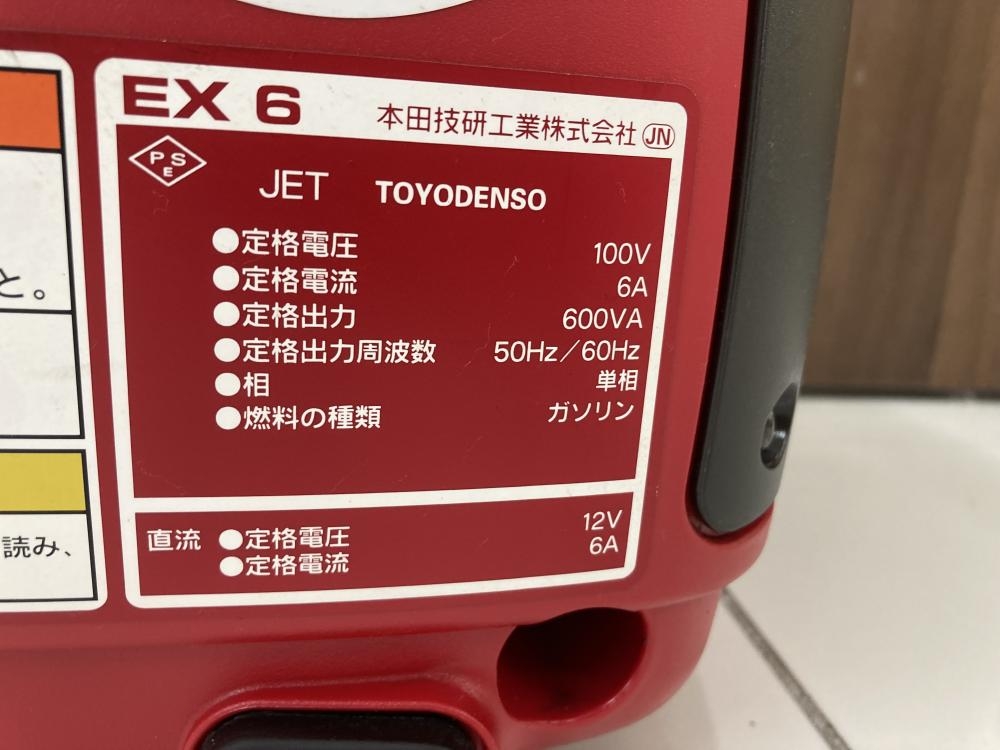 EX 6 本田技研工業株式会社 JN
PSE
JET TOYODENSO
●定格電圧 100V
●定格電流 6A
●定格出力 600VA
●定格出力周波数 50Hz/60Hz
●相 単相
●燃料の種類 ガソリン
直流 ●定格電圧 12V
●定格電流 6A
と。
読み、